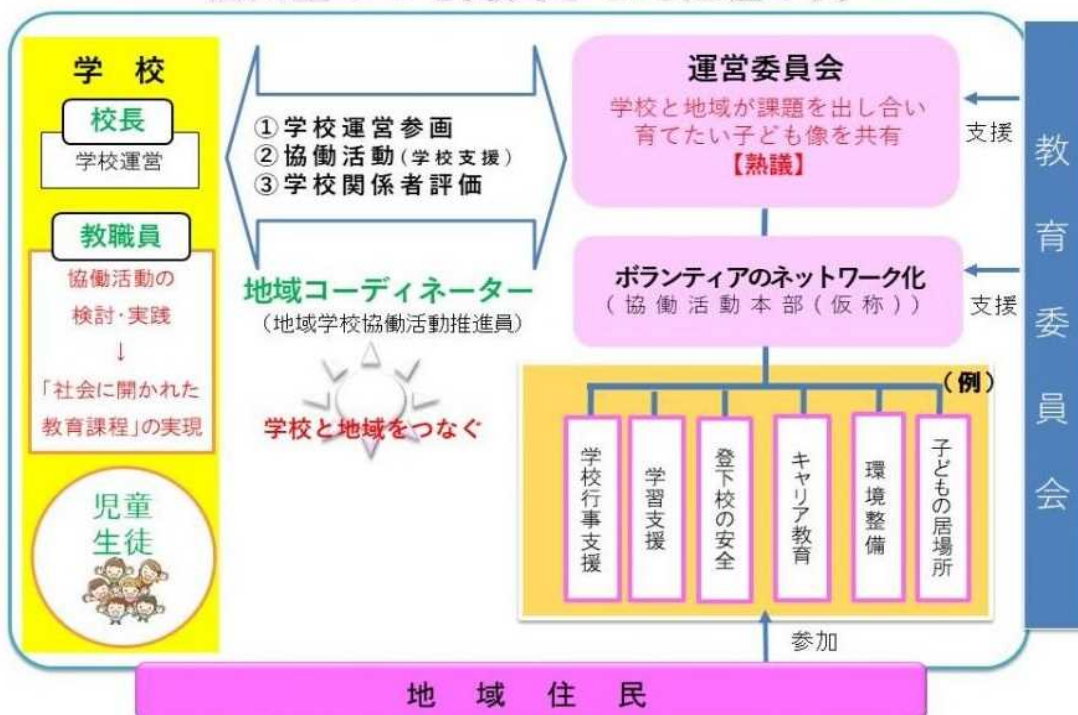 学校
校長
学校運営
教職員
協働活動の
検討・実践
↓
「社会に開かれた
教育課程」の実現
児童
生徒
①学校運営参画
②協働活動(学校支援)
③学校関係者評価
地域コーディネーター
(地域学校協働活動推進員)
学校と地域をつなぐ
運営委員会
学校と地域が課題を出し合い
育てたい子ども像を共有
【熟議】
支援
ボランティアのネットワーク化
(協働活動本部(仮称))
支援
(例)
学校行事支援
学習支援
登下校の安全
キャリア教育
環境整備
子どもの居場所
参加
教育委員会
地域住民